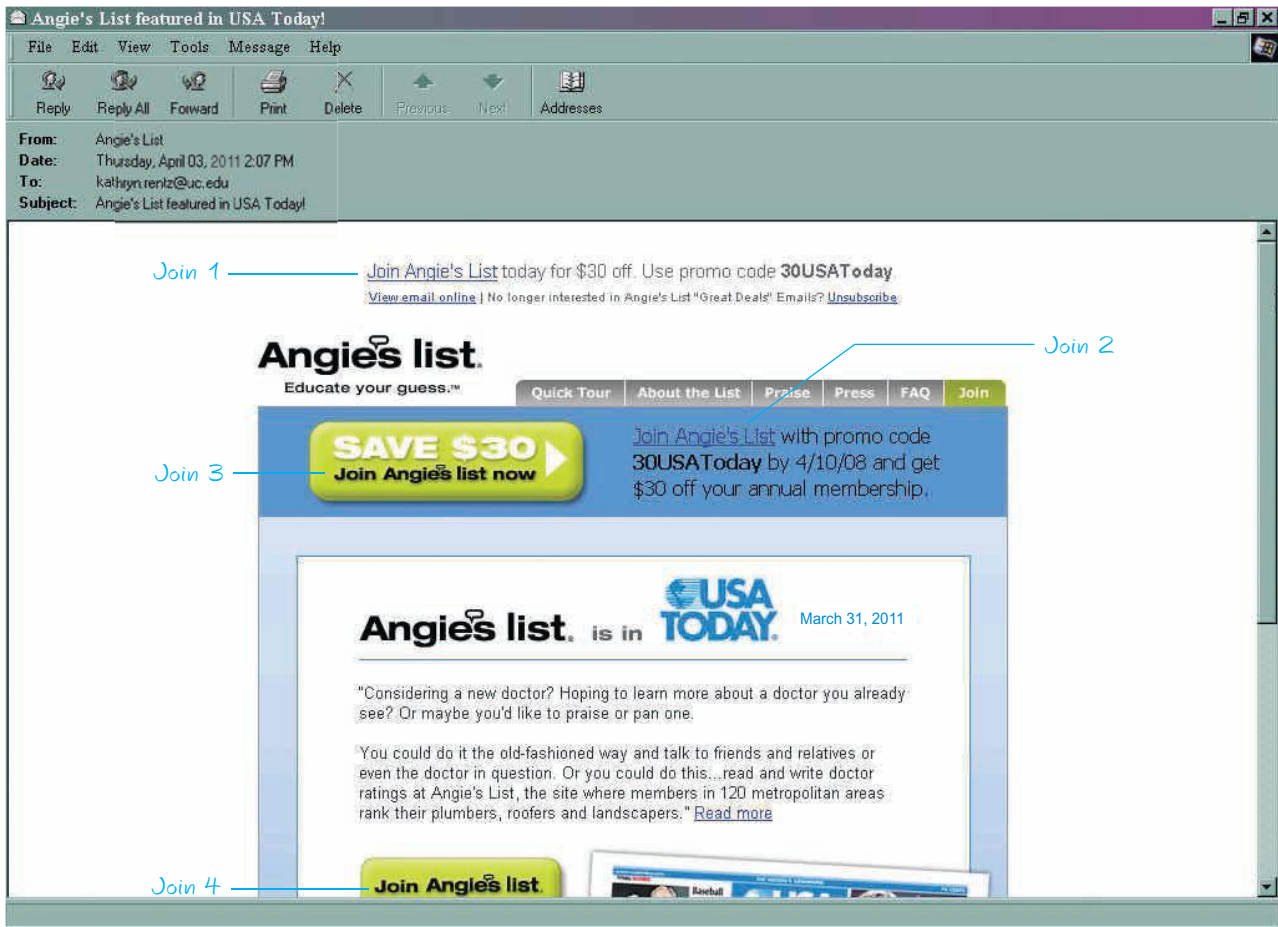 Angie's List featured in USA Today!
File Edit View Tools Message Help
Reply Reply All Forward Print Delete Previous Next Addresses
From: Angie's List
Date: Thursday, April 03, 2011 2:07 PM
To: kathryn.rentz@uc.edu
Subject: Angie's List featured in USA Today!
Join 1
Join Angie's List today for $30 off. Use promo code 30USAToday
View email online | No longer interested in Angie's List "Great Deals" Emails? Unsubscribe
Angie's list.
Educate your guess.™
Join 2
Quick Tour About the List Praise Press FAQ Join
SAVE $30
Join Angie's list now
Join 3
Join Angie's List with promo code
30USAToday by 4/10/08 and get
$30 off your annual membership.
Angie's list. is in USA TODAY. March 31, 2011
"Considering a new doctor? Hoping to learn more about a doctor you already
see? Or maybe you'd like to praise or pan one.
You could do it the old-fashioned way and talk to friends and relatives or
even the doctor in question. Or you could do this...read and write doctor
ratings at Angie's List, the site where members in 120 metropolitan areas
rank their plumbers, roofers and landscapers." Read more
Join 4
Join Angie's list.
Baseball